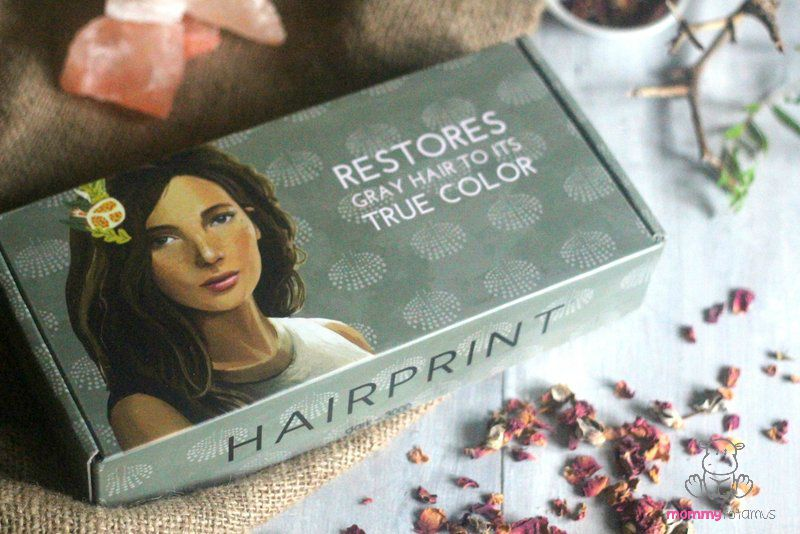 RESTORES
GRAY HAIR TO ITS
TRUE COLOR
HAIRPRINT
mommypotamus